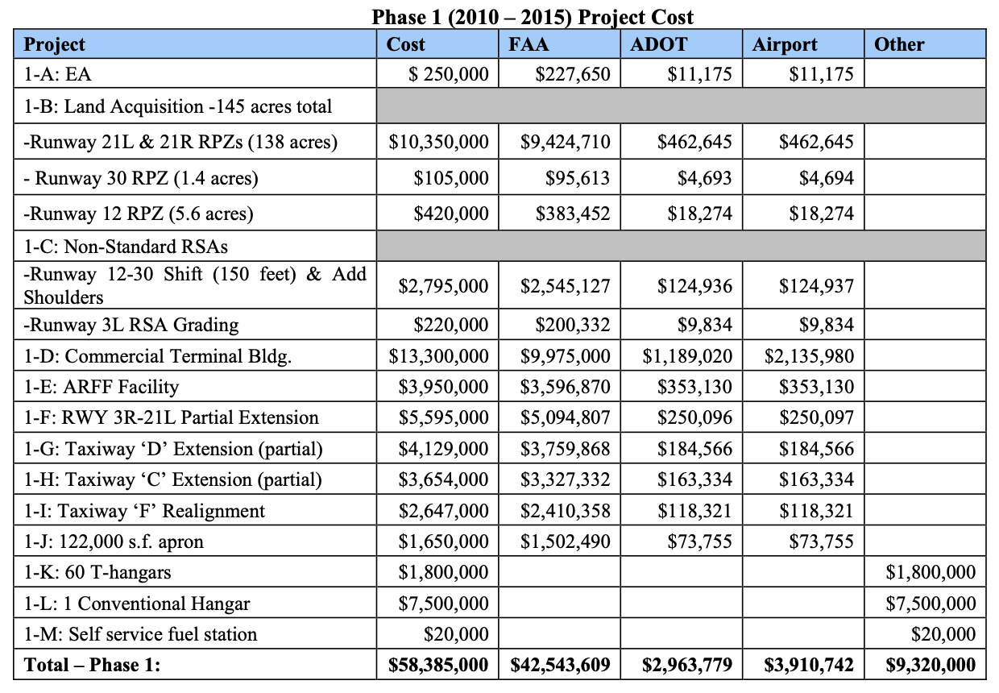 Phase 1 (2010 – 2015) Project Cost
Project Cost FAA ADOT Airport Other
1-A: EA $ 250,000 $227,650 $11,175 $11,175
1-B: Land Acquisition -145 acres total
-Runway 21L & 21R RPZs (138 acres) $10,350,000 $9,424,710 $462,645 $462,645
- Runway 30 RPZ (1.4 acres) $105,000 $95,613 $4,693 $4,694
-Runway 12 RPZ (5.6 acres) $420,000 $383,452 $18,274 $18,274
1-C: Non-Standard RSAs
-Runway 12-30 Shift (150 feet) & Add
Shoulders $2,795,000 $2,545,127 $124,936 $124,937
-Runway 3L RSA Grading $220,000 $200,332 $9,834 $9,834
1-D: Commercial Terminal Bldg. $13,300,000 $9,975,000 $1,189,020 $2,135,980
1-E: ARFF Facility $3,950,000 $3,596,870 $353,130 $353,130
1-F: RWY 3R-21L Partial Extension $5,595,000 $5,094,807 $250,096 $250,097
1-G: Taxiway ‘D’ Extension (partial) $4,129,000 $3,759,868 $184,566 $184,566
1-H: Taxiway ‘C’ Extension (partial) $3,654,000 $3,327,332 $163,334 $163,334
1-I: Taxiway ‘F’ Realignment $2,647,000 $2,410,358 $118,321 $118,321
1-J: 122,000 s.f. apron $1,650,000 $1,502,490 $73,755 $73,755
1-K: 60 T-hangars $1,800,000 $1,800,000
1-L: 1 Conventional Hangar $7,500,000 $7,500,000
1-M: Self service fuel station $20,000 $20,000
Total – Phase 1: $58,385,000 $42,543,609 $2,963,779 $3,910,742 $9,320,000